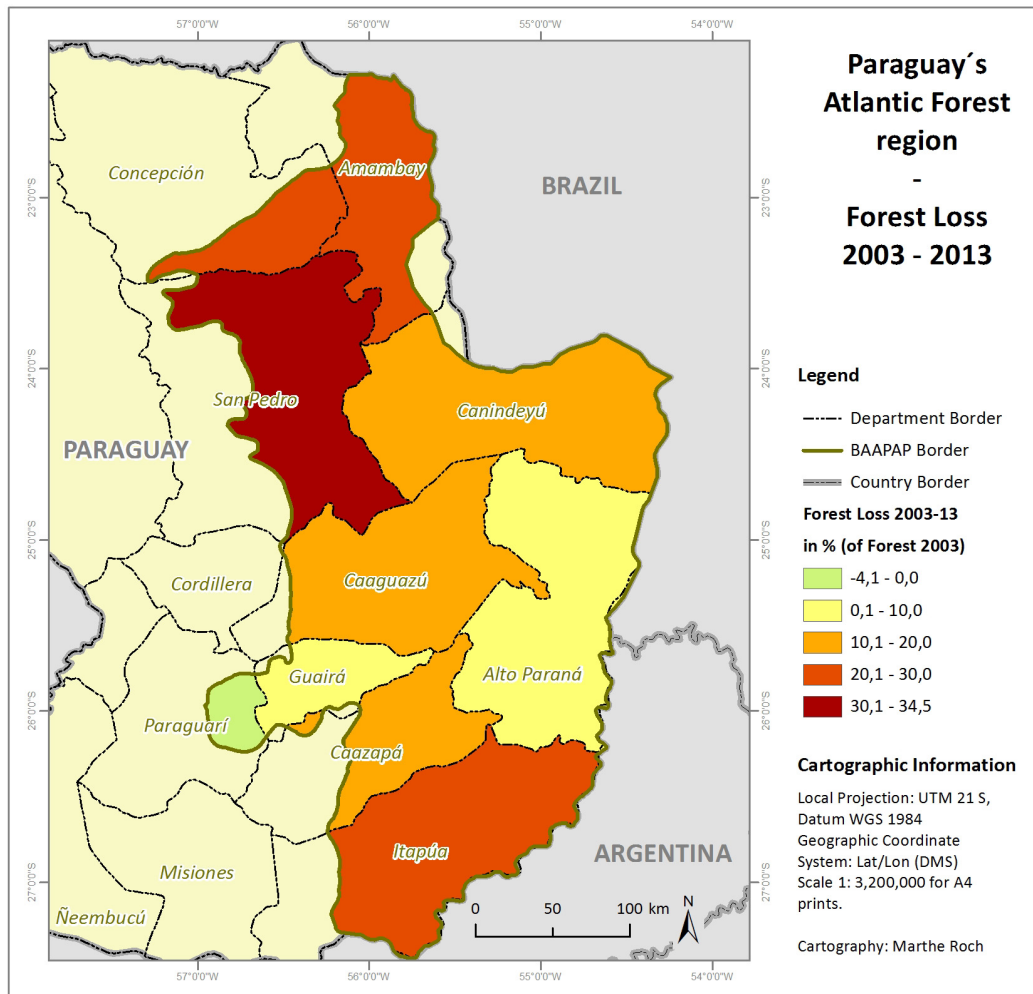 57°0'0"W
56°0'0"W
55°0'0"W
54°0'0"W
Paraguay´s
Atlantic Forest
region
-
Forest Loss
2003 - 2013
23°0'0"S
24°0'0"S
25°0'0"S
26°0'0"S
27°0'0"S
23°0'0"S
24°0'0"S
25°0'0"S
26°0'0"S
27°0'0"S
Concepción
Amambay
BRAZIL
San Pedro
Canindeyú
PARAGUAY
Cordillera
Caaguazú
Guairá
Alto Paraná
Paraguarí
Caazapá
Itapúa
ARGENTINA
Misiones
Ñeembucú
0
50
100 km
N
57°0'0"W
56°0'0"W
55°0'0"W
54°0'0"W
Legend
Department Border
BAAPAP Border
Country Border
Forest Loss 2003-13
in % (of Forest 2003)
-4,1 - 0,0
0,1 - 10,0
10,1 - 20,0
20,1 - 30,0
30,1 - 34,5
Cartographic Information
Local Projection: UTM 21 S,
Datum WGS 1984
Geographic Coordinate
System: Lat/Lon (DMS)
Scale 1: 3,200,000 for A4
prints.
Cartography: Marthe Roch